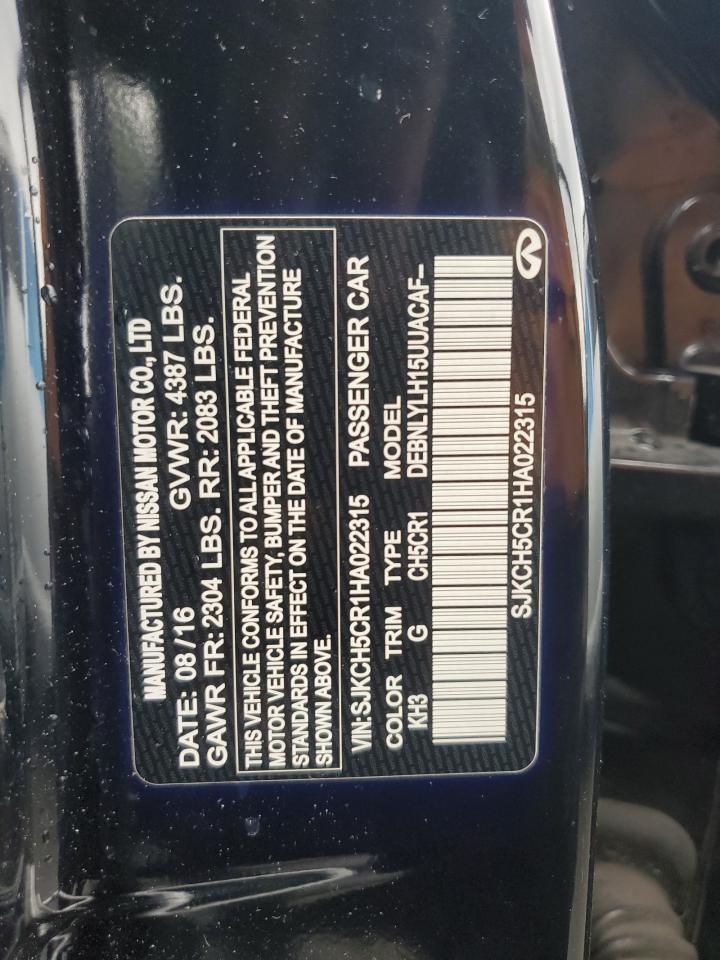 MANUFACTURED BY NISSAN MOTOR CO., LTD
DATE: 08/16 GVWR: 4387 LBS.
GAWR FR: 2304 LBS. RR: 2083 LBS.
THIS VEHICLE CONFORMS TO ALL APPLICABLE FEDERAL
MOTOR VEHICLE SAFETY, BUMPER AND THEFT PREVENTION
STANDARDS IN EFFECT ON THE DATE OF MANUFACTURE
SHOWN ABOVE.
VIN:SJKCH5CR1HA022315 PASSENGER CAR
COLOR TRIM TYPE MODEL
KH3 G CH5CR1 DEBNLYLH15UUACAF--
SJKCH5CR1HA022315